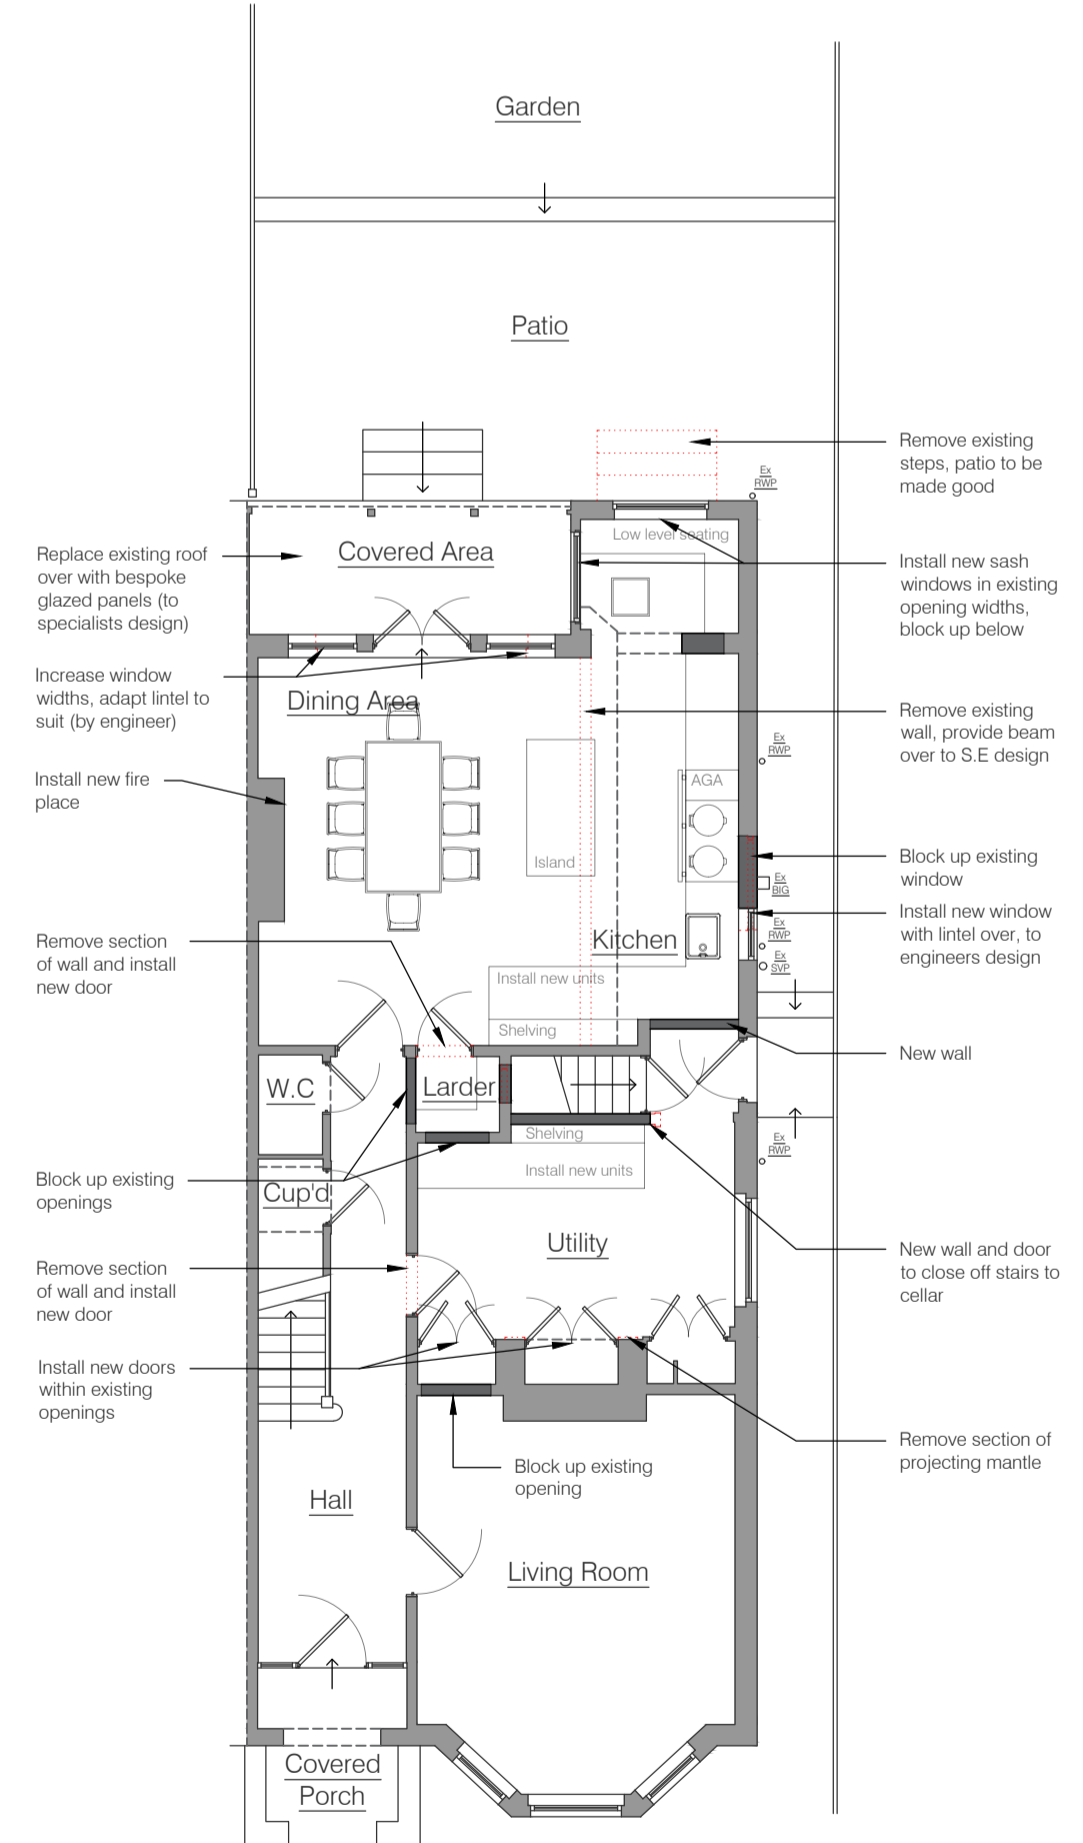 Garden
Patio
Remove existing
steps, patio to be
made good
Ex
RWP
Low level seating
Covered Area
Replace existing roof
over with bespoke
glazed panels (to
specialists design)
Install new sash
windows in existing
opening widths,
block up below
Increase window
widths, adapt lintel to
suit (by engineer)
Dining Area
Remove existing
wall, provide beam
over to S.E design
Ex
RWP
Install new fire
place
AGA
Island
Block up existing
window
Ex
BIG
Install new window
with lintel over, to
engineers design
Ex
RWP
Ex
SVP
Kitchen
Remove section
of wall and install
new door
Install new units
Shelving
New wall
W.C
Larder
Shelving
Install new units
Ex
RWP
Block up existing
openings
Cup'd
Utility
New wall and door
to close off stairs to
cellar
Remove section
of wall and install
new door
Install new doors
within existing
openings
Remove section of
projecting mantle
Block up existing
opening
Hall
Living Room
Covered
Porch